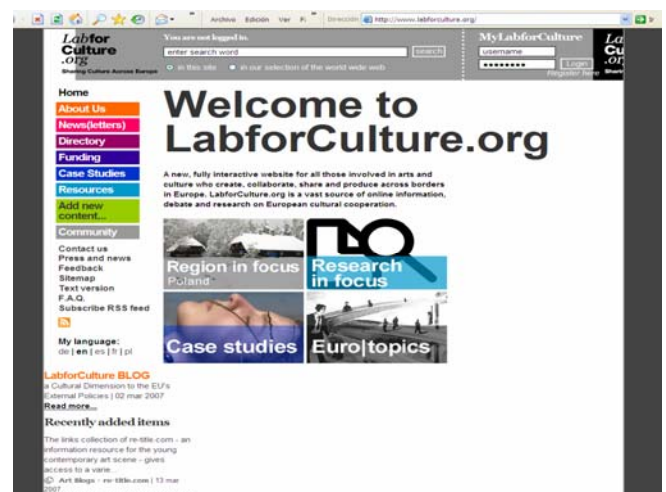 Archivo Edición Ver
Dirección http://www.labforculture.org/
Lab for
Culture
.org
Sharing Culture Across Europe
You are not logged in.
enter search word
search
in this site
in our selection of the world wide web
MyLabforCulture
username
Login
Register here
Home
About Us
News(letters)
Directory
Funding
Case Studies
Resources
Add new
content...
Community
Contact us
Press and news
Feedback
Sitemap
Text version
F.A.Q.
Subscribe RSS feed
My language:
de | en | es | fr | pl
Welcome to
LabforCulture.org
A new, fully interactive website for all those involved in arts and
culture who create, collaborate, share and produce across borders
in Europe. LabforCulture.org is a vast source of online information,
debate and research on European cultural cooperation.
Region in focus
Poland
Research
in focus
Case studies
Euro|topics
LabforCulture BLOG
a Cultural Dimension to the EU's
External Policies | 02 mar 2007
Read more...
Recently added items
The links collection of re-title.com - an
information resource for the young
contemporary art scene - gives
access to a varie...
Art Blogs - re-title.com | 13 mar
2007